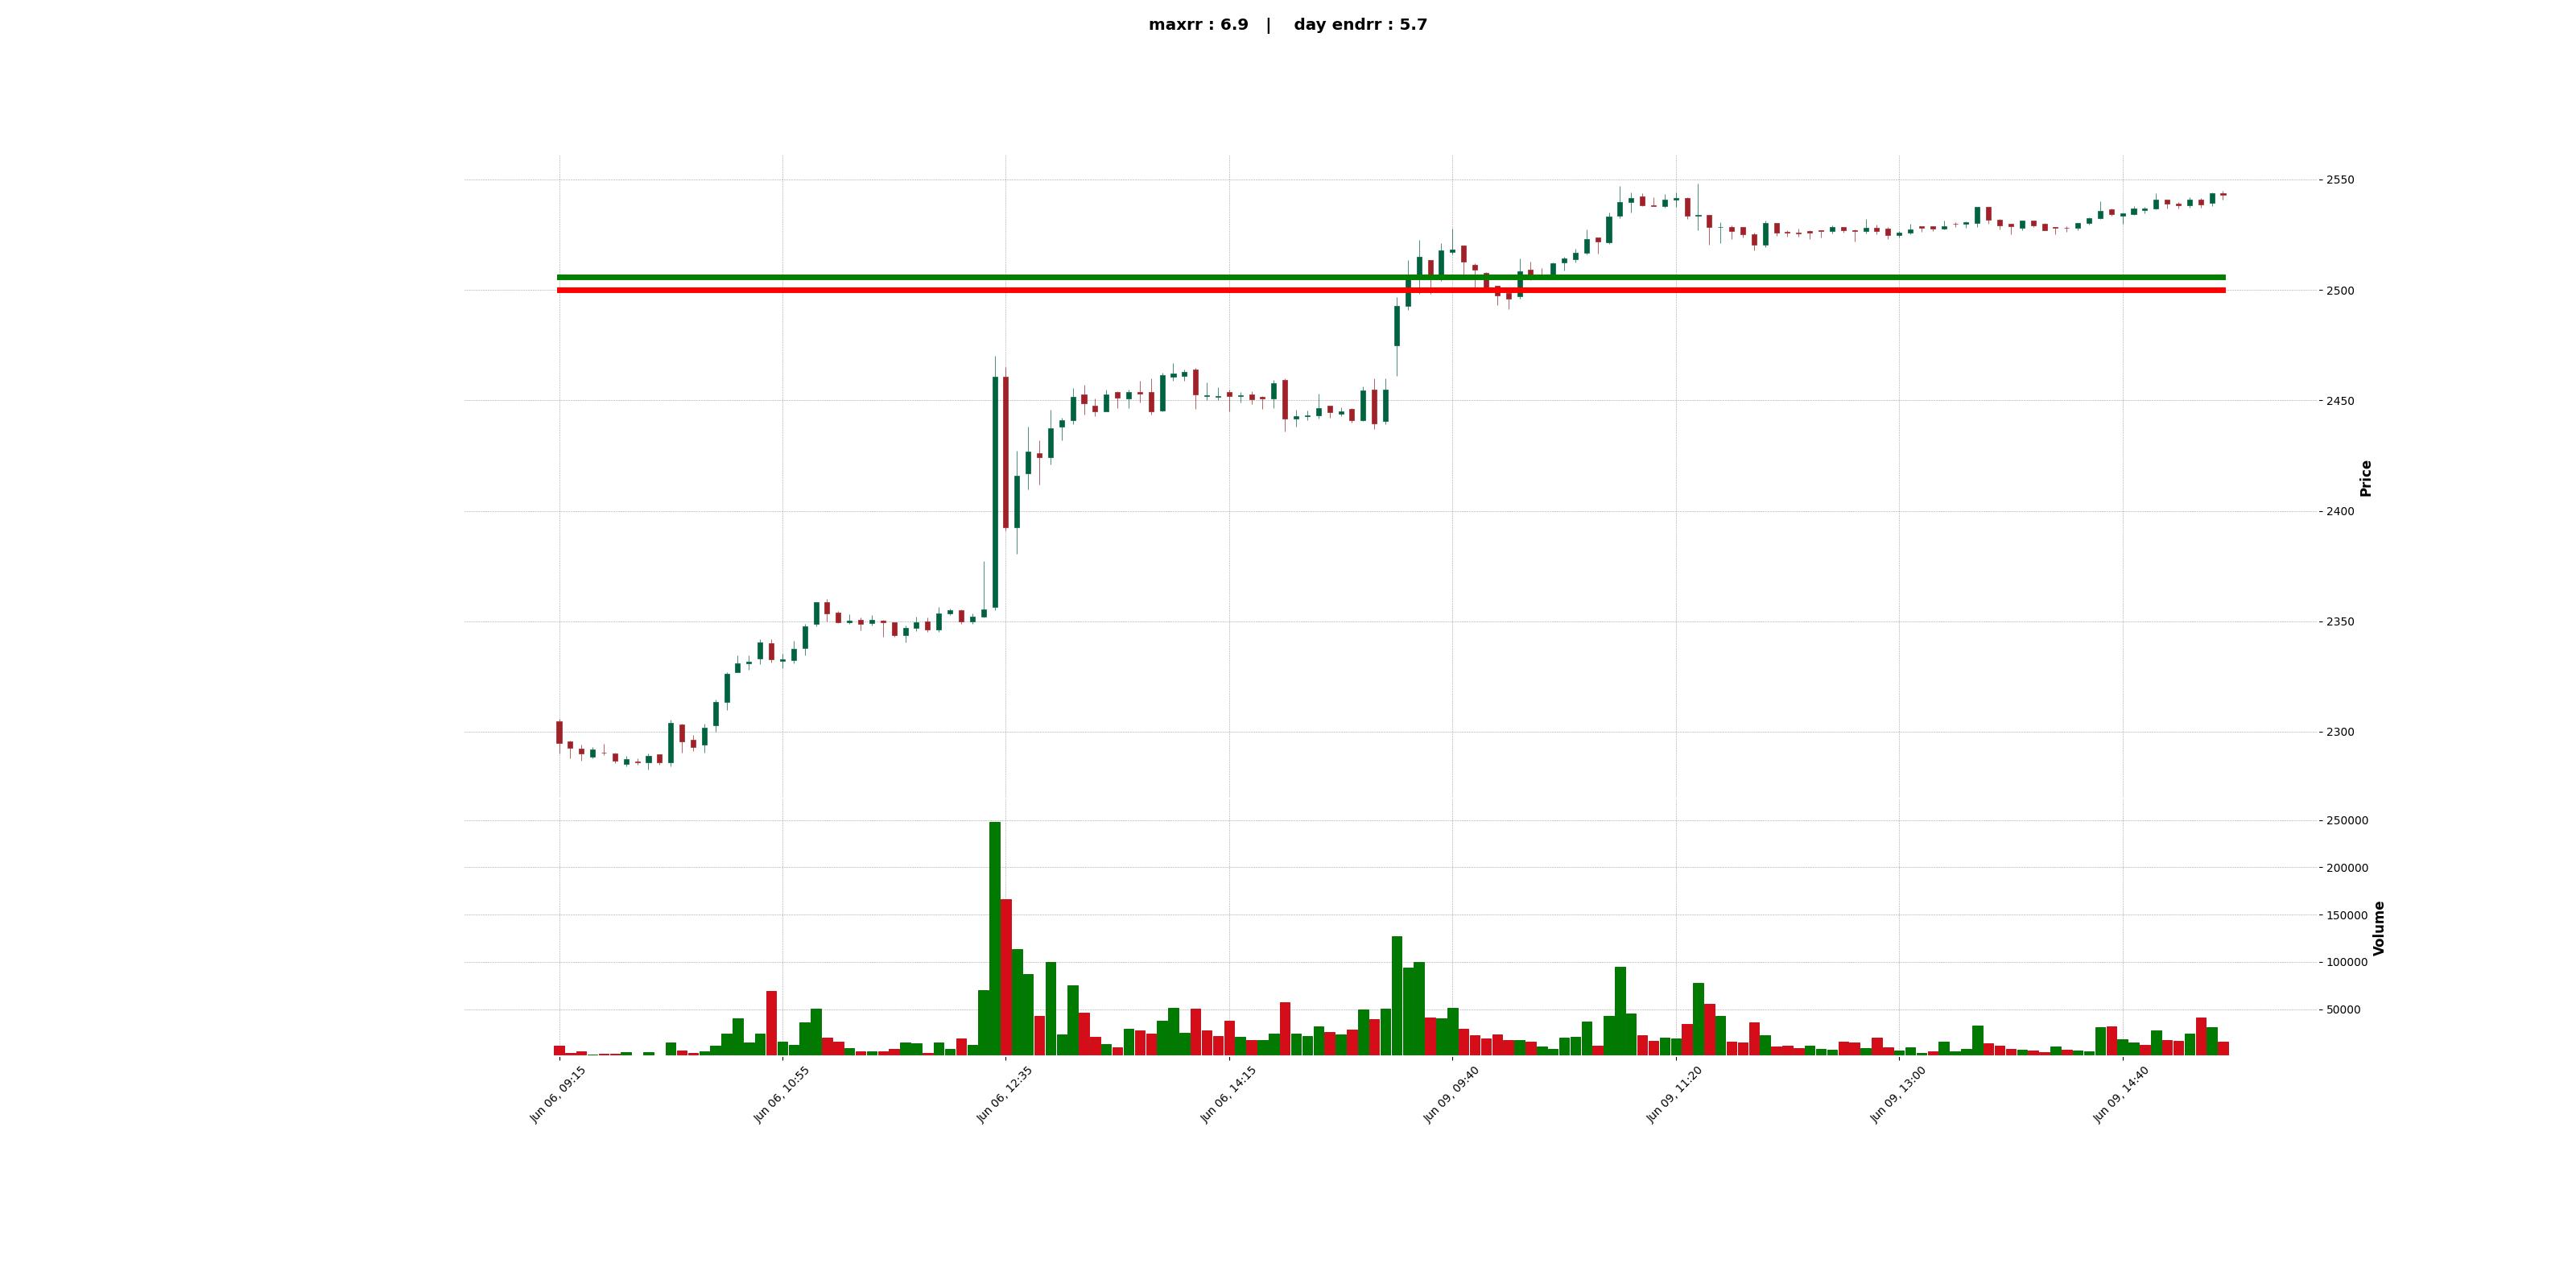 maxrr : 6.9 | day endrr : 5.7
2550
2500
2450
2400
2350
2300
Price
250000
200000
150000
100000
50000
Volume
Jun 06, 09:15
Jun 06, 10:55
Jun 06, 12:35
Jun 06, 14:15
Jun 09, 09:40
Jun 09, 11:20
Jun 09, 13:00
Jun 09, 14:40